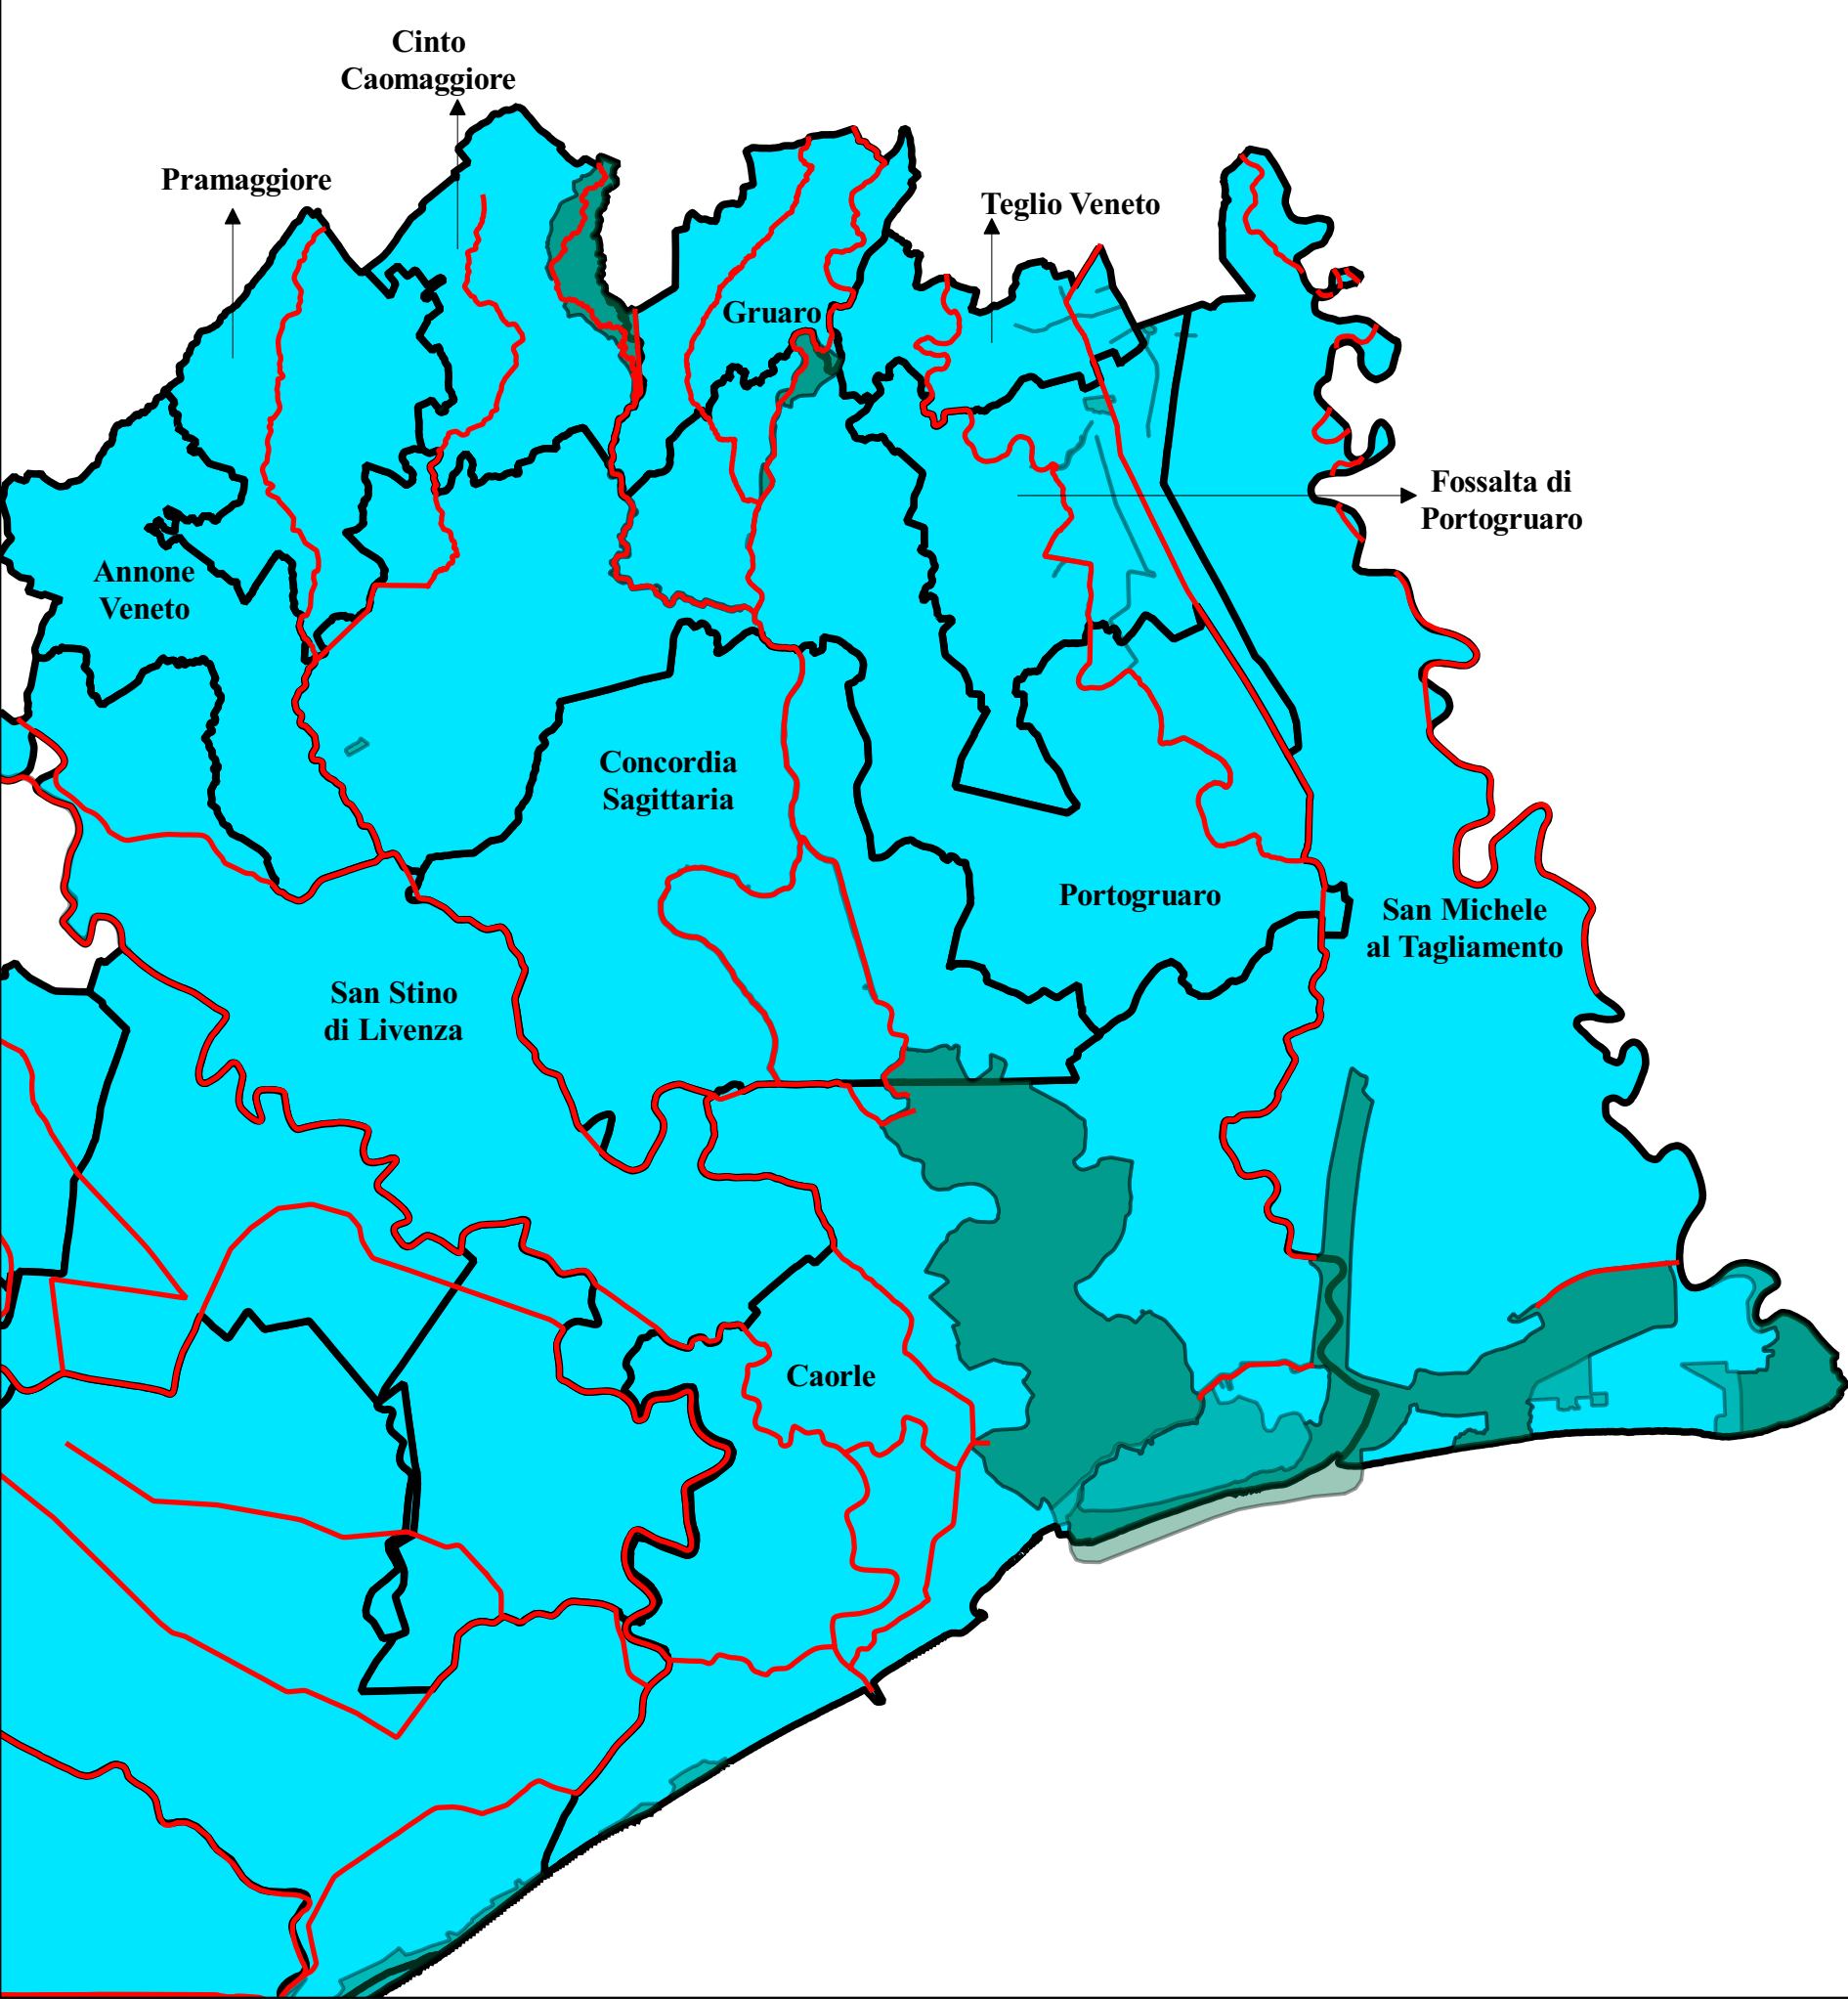 Cinto
Caomaggiore
Pramaggiore
Teglio Veneto
Gruaro
Fossalta di
Portogruaro
Annone
Veneto
Concordia
Sagittaria
Portogruaro
San Michele
al Tagliamento
San Stino
di Livenza
Caorle